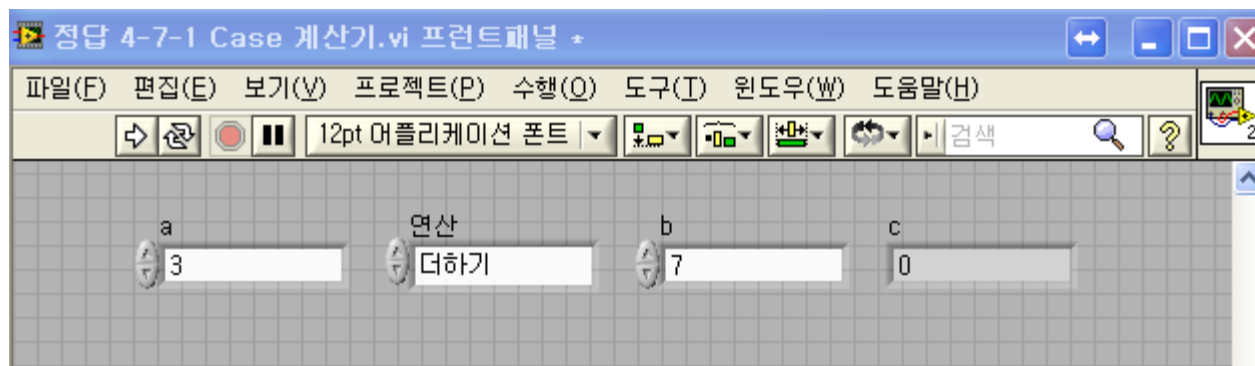 정답 4-7-1 Case 계산기.vi 프런트패널 *
파일(F) 편집(E) 보기(V) 프로젝트(P) 수행(O) 도구(T) 윈도우(W) 도움말(H)
12pt 어플리케이션 폰트 검색 ? 2
a 연산 b c
3 더하기 7 0